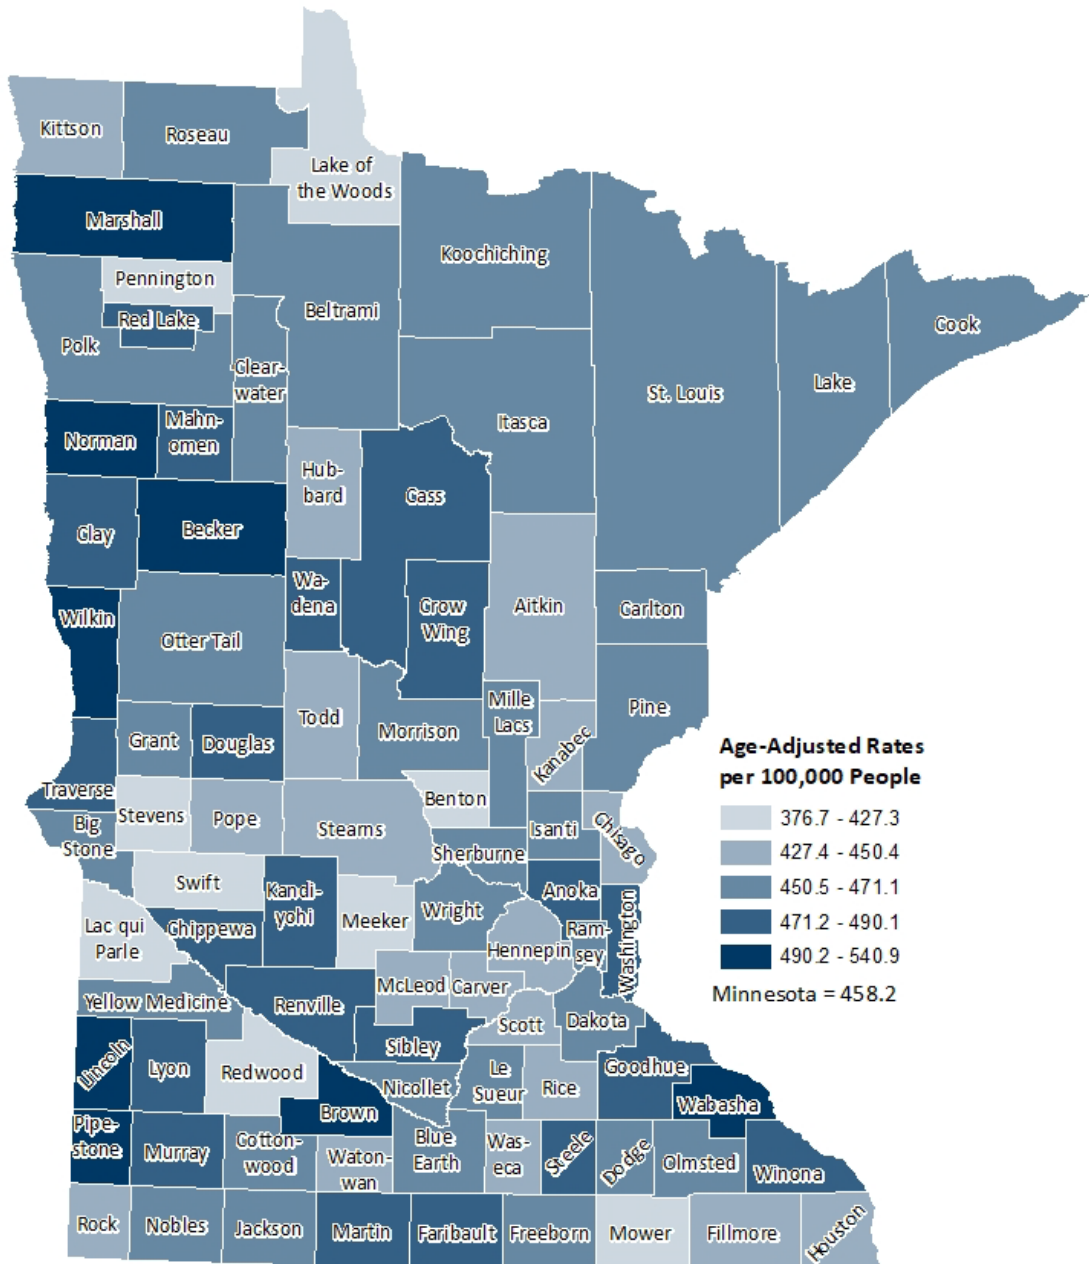 Kittson
Roseau
Lake of
the Woods
Marshall
Koochiching
Pennington
Beltrami
Red Lake
Cook
Polk
Clear-
water
Lake
St. Louis
Itasca
Norman
Mahn-
omen
Hub-
bard
Cass
Clay
Becker
Wa-
dena
Crow
Wing
Aitkin
Carlton
Wilkin
Otter Tail
Mille
Lacs
Pine
Todd
Morrison
Grant
Douglas
Kanabec
Traverse
Benton
Stevens
Pope
Stearns
Isanti
Chisago
Big
Stone
Sherburne
Swift
Kandi-
yohi
Anoka
Meeker
Wright
Lac qui
Parle
Chippewa
Hennepin
Ram-
sey
Washington
McLeod
Carver
Yellow Medicine
Renville
Scott
Dakota
Sibley
Lincoln
Lyon
Redwood
Nicollet
Le
Sueur
Rice
Goodhue
Wabasha
Brown
Pipe-
stone
Murray
Cotton-
wood
Waton-
wan
Blue
Earth
Was-
eca
Steele
Dodge
Olmsted
Winona
Rock
Nobles
Jackson
Martin
Faribault
Freeborn
Mower
Fillmore
Houston
Age-Adjusted Rates
per 100,000 People
376.7 - 427.3
427.4 - 450.4
450.5 - 471.1
471.2 - 490.1
490.2 - 540.9
Minnesota = 458.2